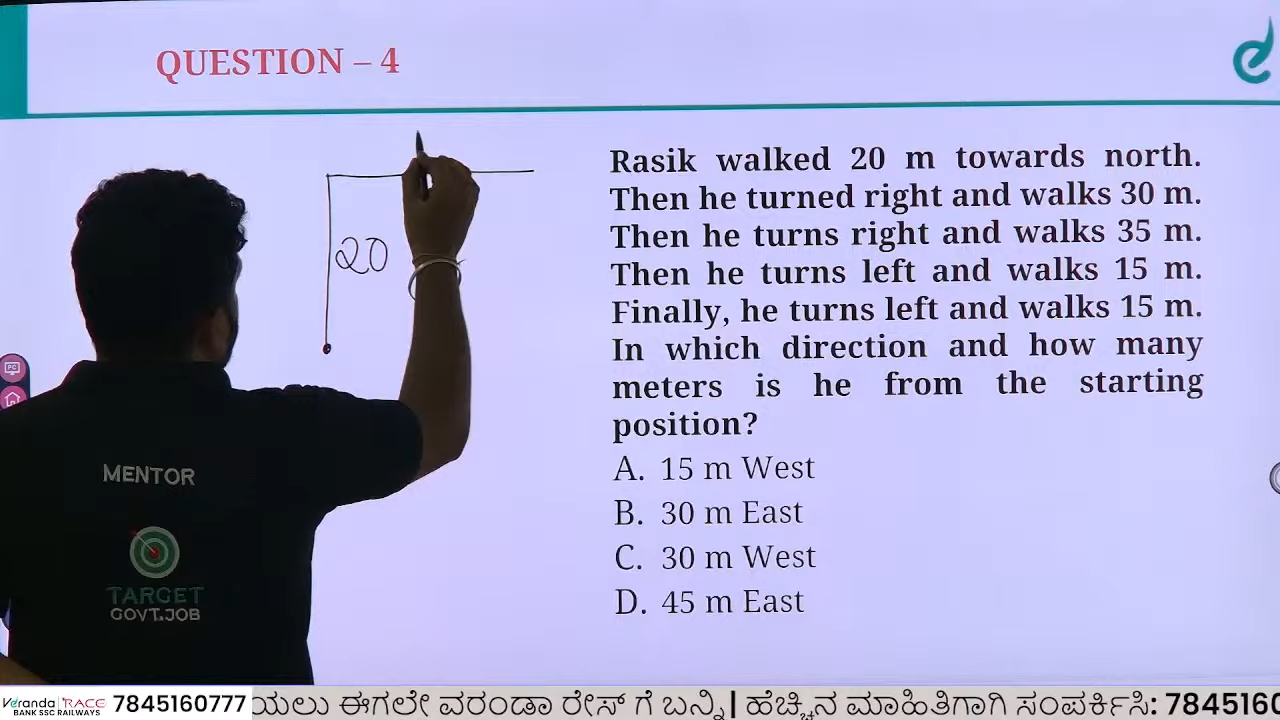 QUESTION – 4
20
Rasik walked 20 m towards north.
Then he turned right and walks 30 m.
Then he turns right and walks 35 m.
Then he turns left and walks 15 m.
Finally, he turns left and walks 15 m.
In which direction and how many
meters is he from the starting
position?
A. 15 m West
B. 30 m East
C. 30 m West
D. 45 m East
PC
MENTOR
TARGET
GOVT.JOB
Veranda RACE
BANK SSC RAILWAYS
7845160777
ಯಲು ಈಗಲೇ ವರಂಡಾ ರೇಸ್ ಗೆ ಬನ್ನಿ | ಹೆಚ್ಚಿನ ಮಾಹಿತಿಗಾಗಿ ಸಂಪರ್ಕಿಸಿ: 7845160